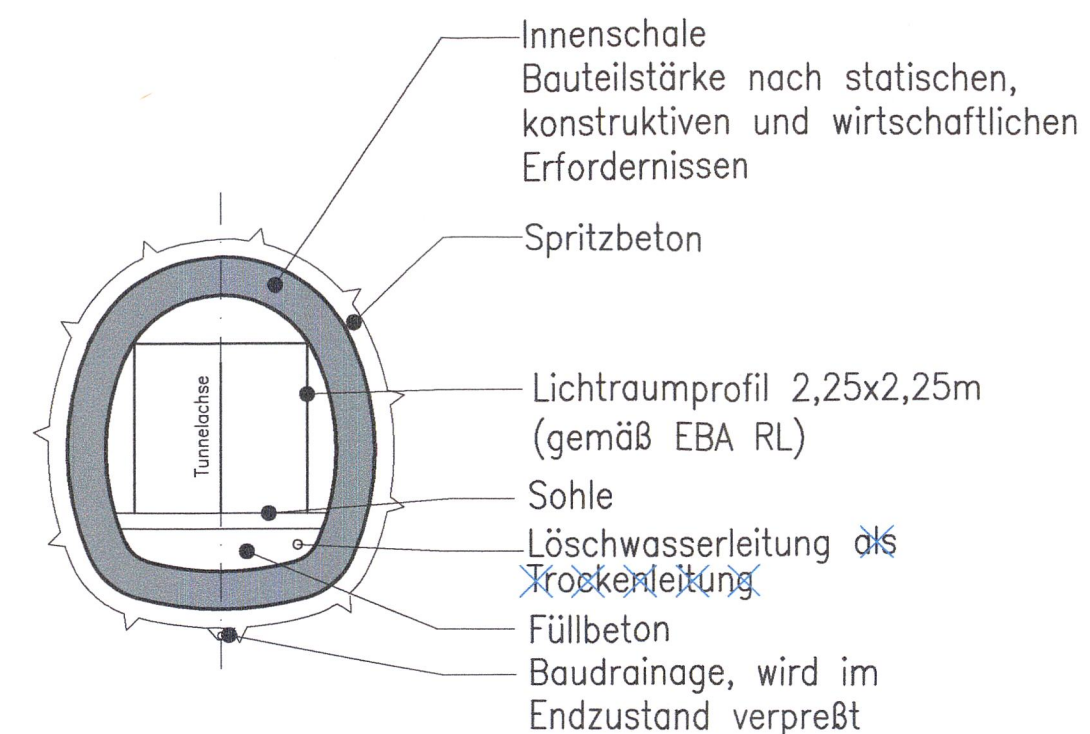 Innenschale
Bauteilstärke nach statischen,
konstruktiven und wirtschaftlichen
Erfordernissen
Spritzbeton
Lichtraumprofil 2,25x2,25m
(gemäß EBA RL)
Tunnelachse
Sohle
Löschwasserleitung als
Trockenleitung
Füllbeton
Baudrainage, wird im
Endzustand verpreßt